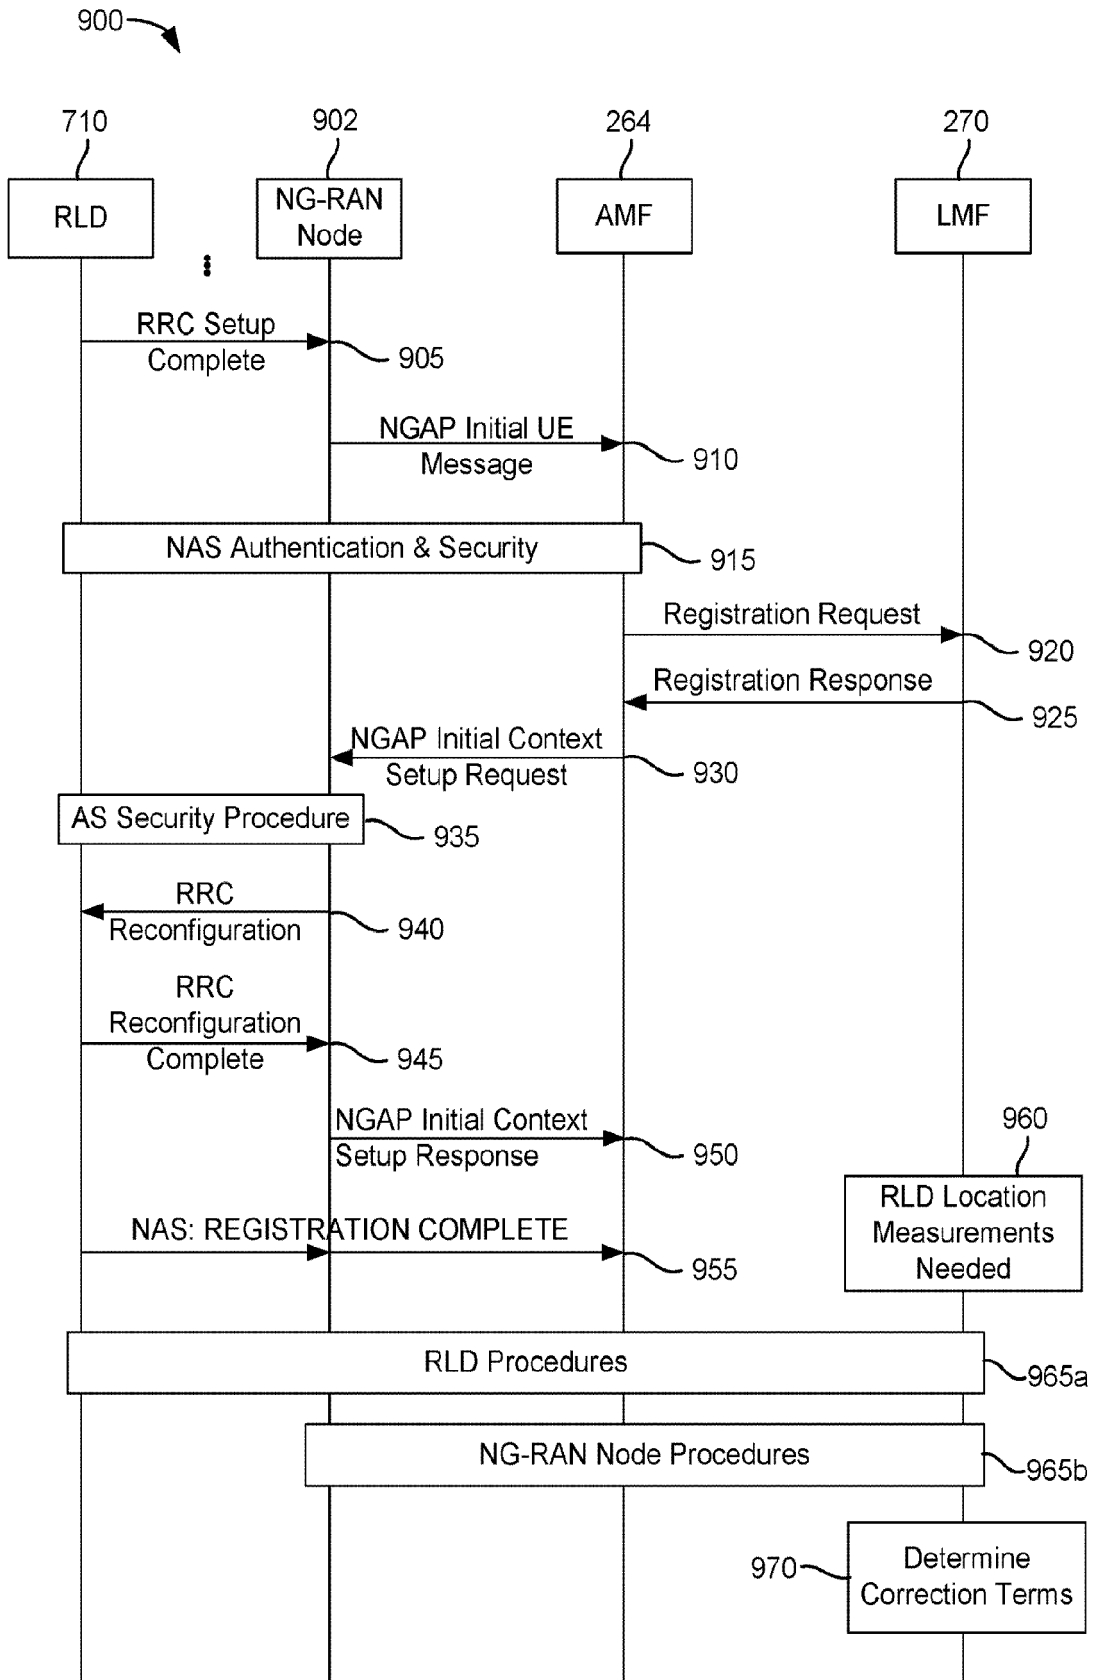 900
710
902
264
270
RLD
NG-RAN
Node
AMF
LMF
RRC Setup
Complete
905
NGAP Initial UE
Message
910
NAS Authentication & Security
915
Registration Request
920
Registration Response
925
NGAP Initial Context
Setup Request
930
AS Security Procedure
935
RRC
Reconfiguration
940
RRC
Reconfiguration
Complete
945
NGAP Initial Context
Setup Response
950
960
RLD Location
Measurements
Needed
NAS: REGISTRATION COMPLETE
955
RLD Procedures
965a
NG-RAN Node Procedures
965b
970
Determine
Correction Terms